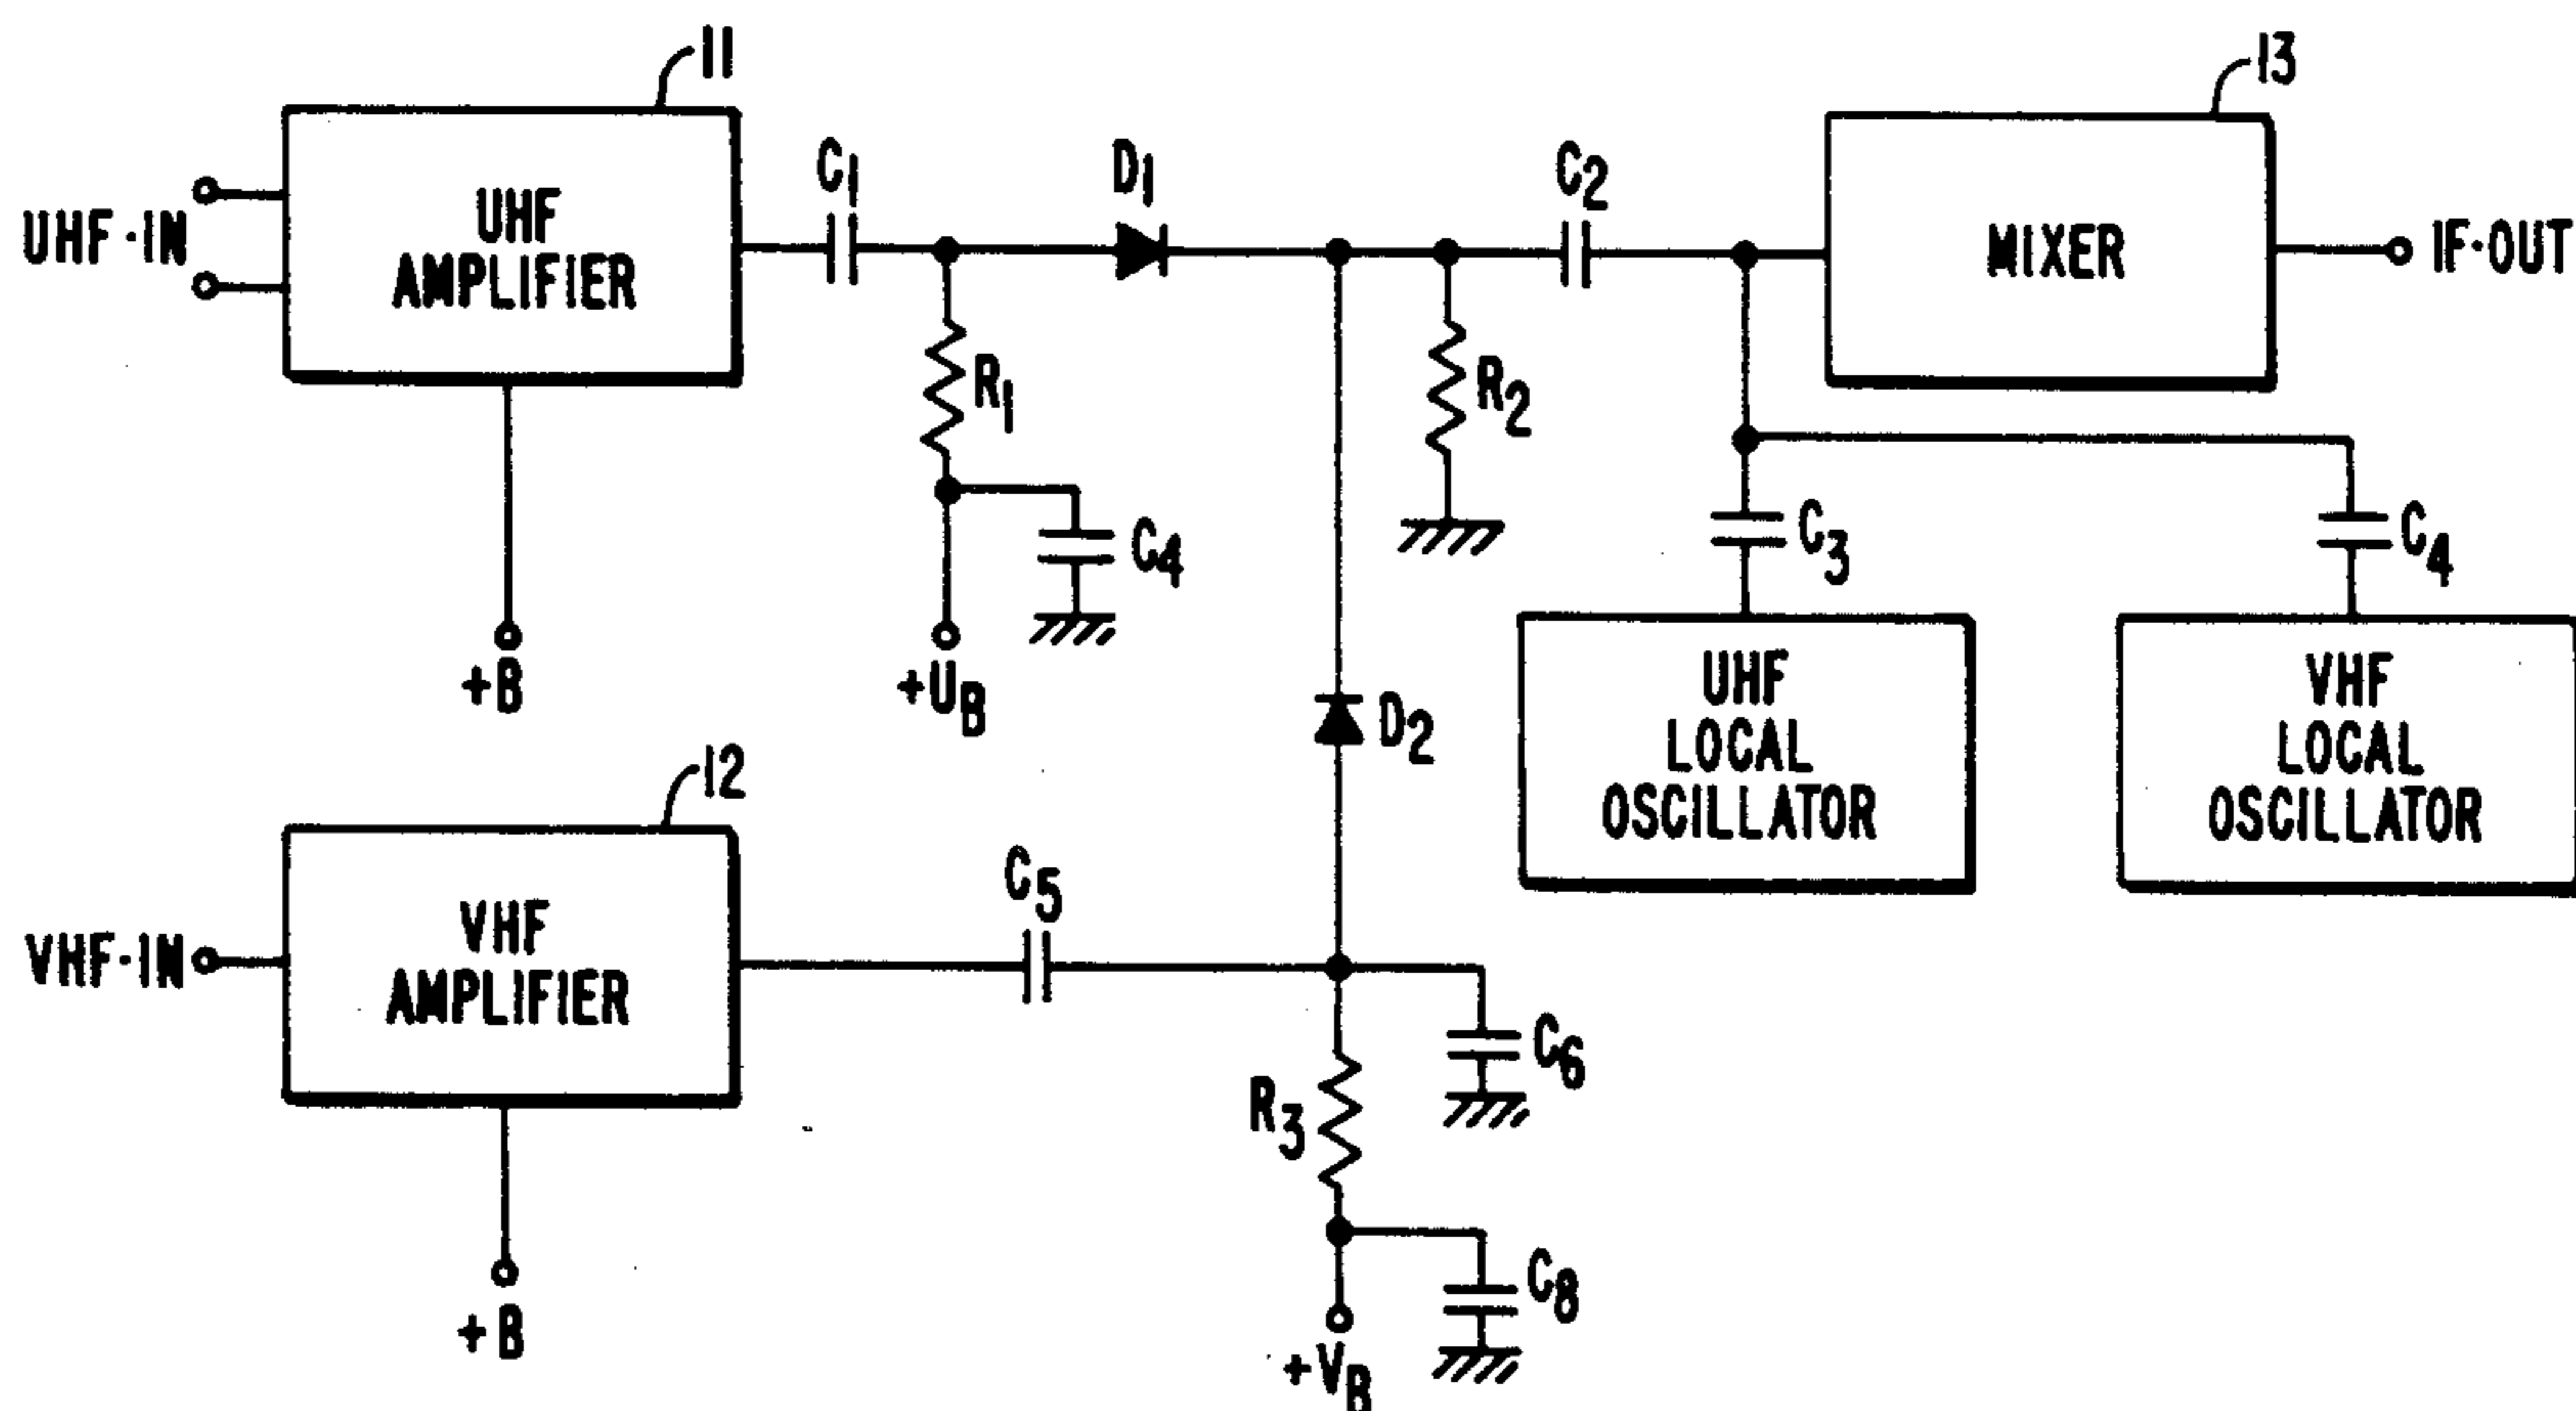 11
13
C1
D1
C2
UHF-IN
UHF
AMPLIFIER
MIXER
IF-OUT
R1
R2
C4
C3
C4
+B
+UB
D2
UHF
LOCAL
OSCILLATOR
VHF
LOCAL
OSCILLATOR
12
C5
VHF-IN
VHF
AMPLIFIER
C6
R3
C8
+B
+VB